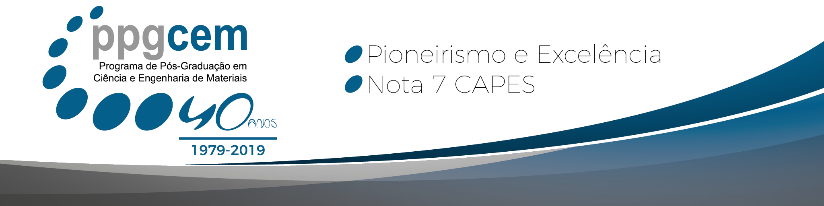 ppgcem
Programa de Pós-Graduação em
Ciência e Engenharia de Materiais
40 ANOS
1979-2019
Pioneirismo e Excelência
Nota 7 CAPES